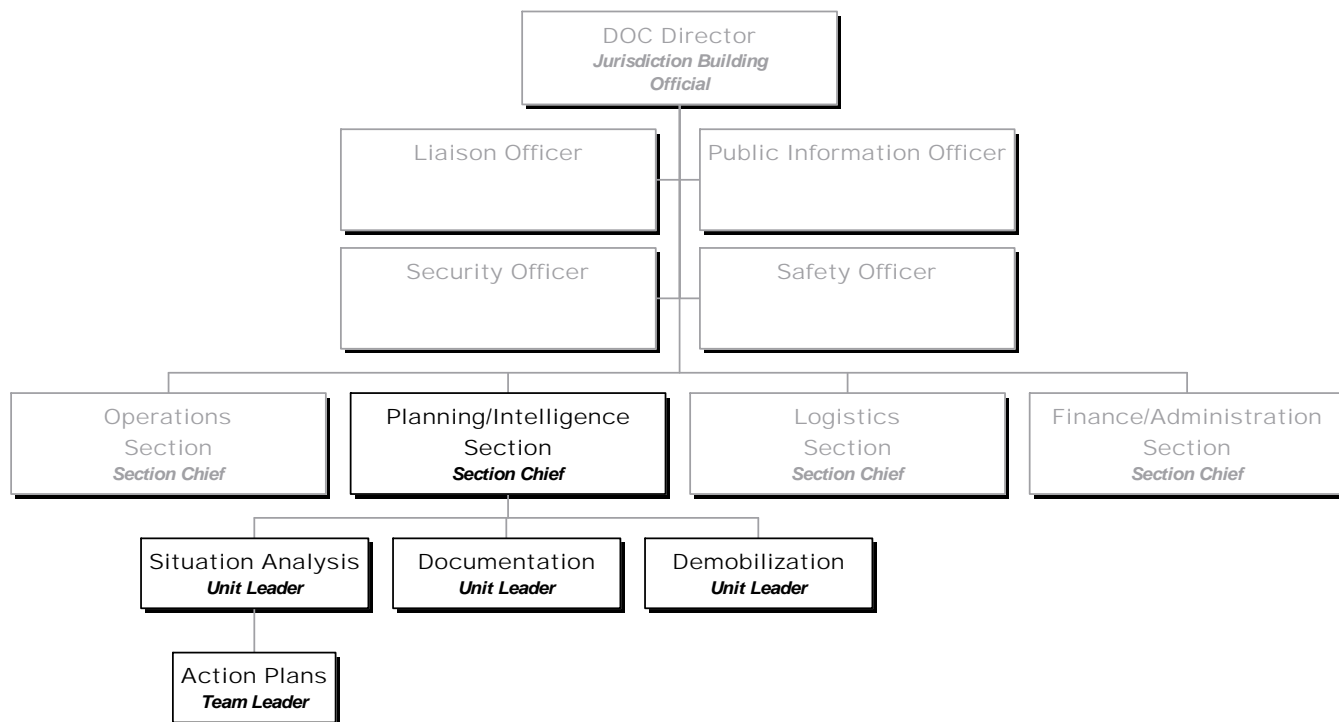 DOC Director
Jurisdiction Building
Official
Liaison Officer
Public Information Officer
Security Officer
Safety Officer
Operations
Section
Section Chief
Planning/Intelligence
Section
Section Chief
Logistics
Section
Section Chief
Finance/Administration
Section
Section Chief
Situation Analysis
Unit Leader
Documentation
Unit Leader
Demobilization
Unit Leader
Action Plans
Team Leader